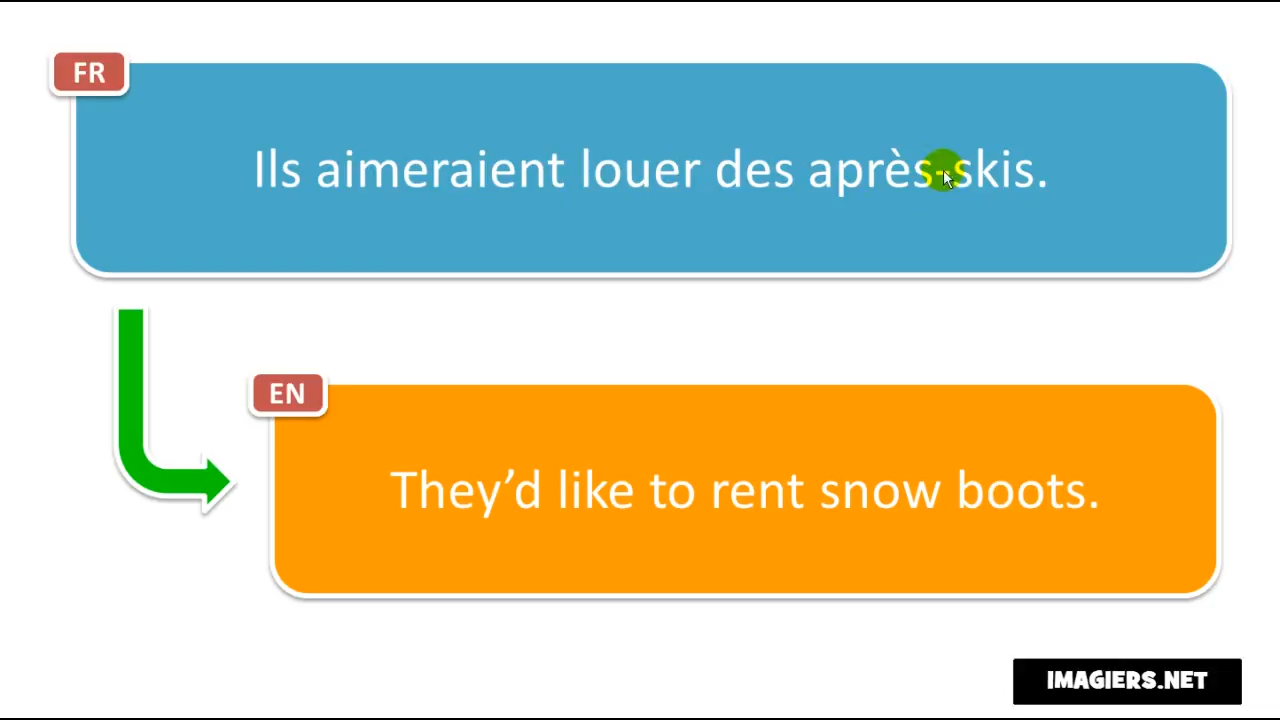 FR
Ils aimeraient louer des après-skis.
EN
They’d like to rent snow boots.
IMAGIERS.NET